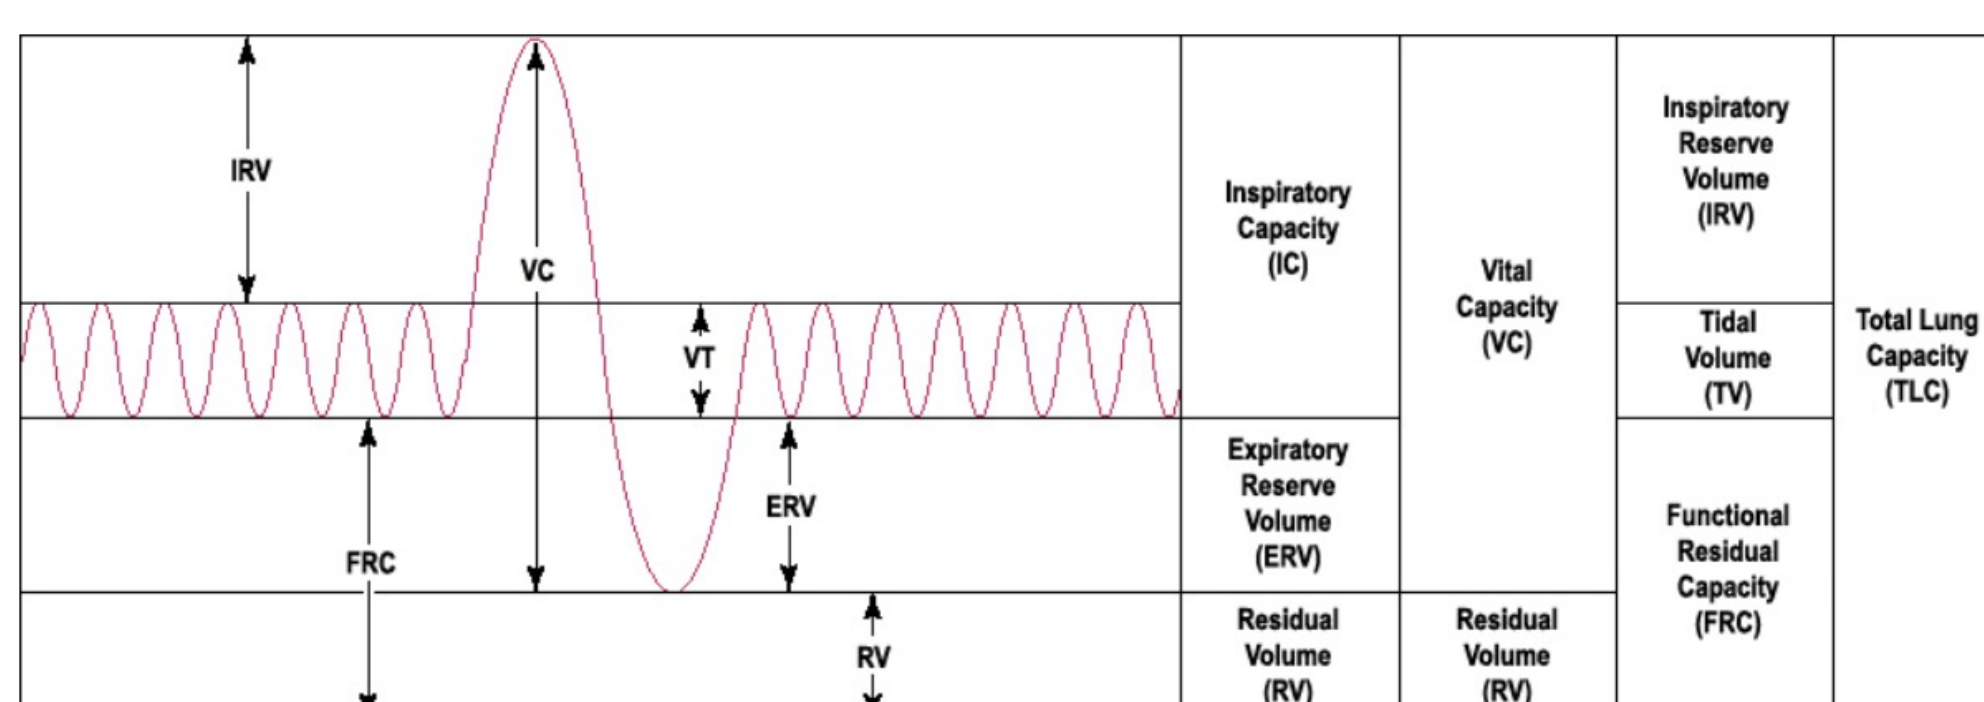 IRV
VC
VT
ERV
FRC
RV
Inspiratory
Capacity
(IC)
Expiratory
Reserve
Volume
(ERV)
Residual
Volume
(RV)
Vital
Capacity
(VC)
Residual
Volume
(RV)
Inspiratory
Reserve
Volume
(IRV)
Tidal
Volume
(TV)
Functional
Residual
Capacity
(FRC)
Total Lung
Capacity
(TLC)